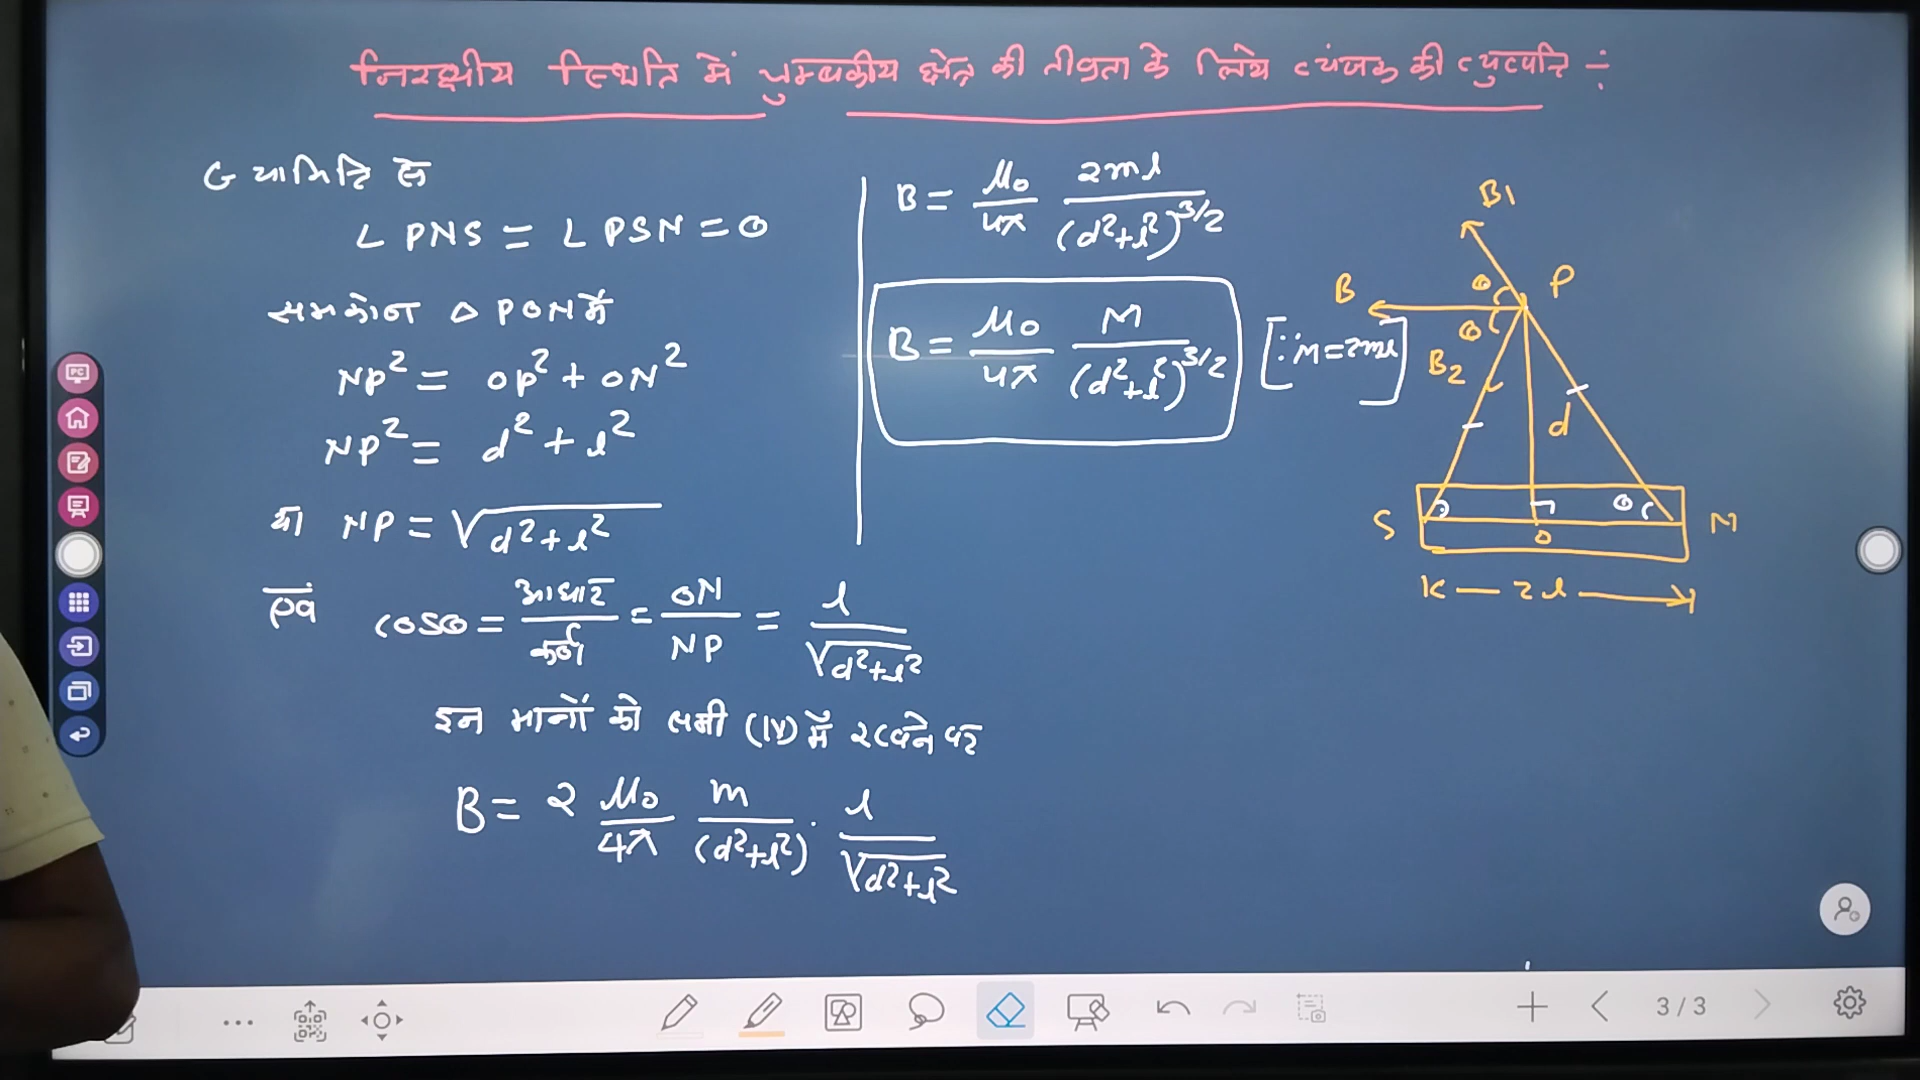 निरक्षीय स्थिति में चुम्बकीय क्षेत्र की तीव्रता के लिये व्यंजक की व्युत्पत्ति ÷
ज्यामिति से
∠ PNS = ∠ PSN = θ
समकोण △ PON में
NP² = OP² + ON²
NP² = d² + l²
या NP = √(d²+l²)
एवं cosθ = आधार/कर्ण = ON/NP = l/√(d²+l²)
इन मानों को समी (IV) में रखने पर
B = 2 μ₀/4π m/(d²+l²) · l/√(d²+l²)
B = μ₀/4π 2ml/(d²+l²)^3/2
B = μ₀/4π M/(d²+l²)^3/2 [∵ M=2ml]
B1
B θ P
θ
B2
d
θ θ
S O N
K — 2l →
PC
3/3